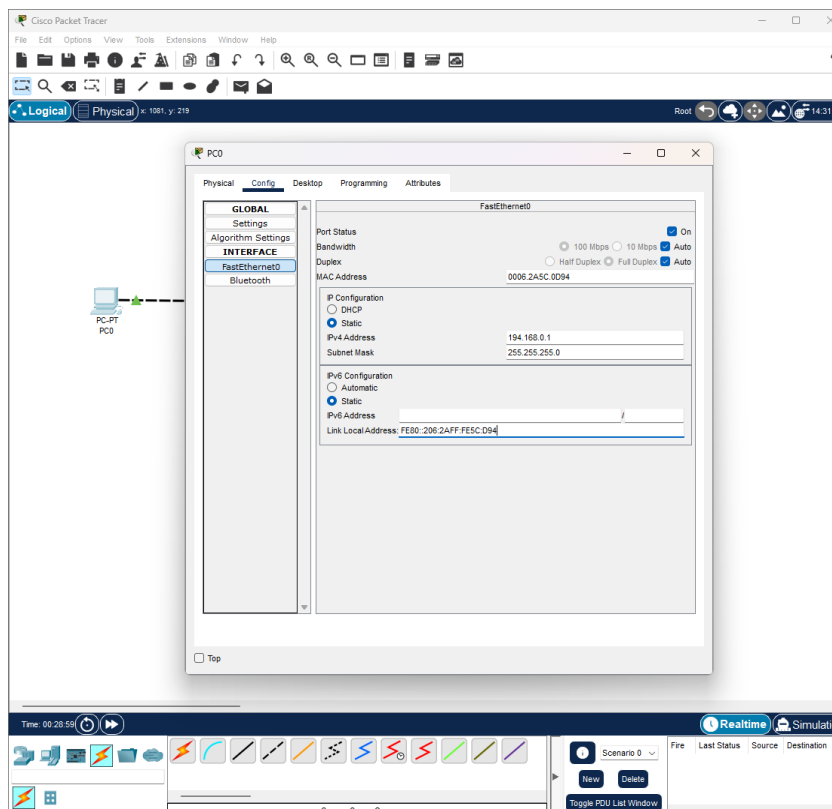 Cisco Packet Tracer
File Edit Options View Tools Extensions Window Help
Logical Physical x: 1081, y: 219 Root 14:31
PC0
Physical Config Desktop Programming Attributes
GLOBAL
Settings
Algorithm Settings
INTERFACE
FastEthernet0
Bluetooth
FastEthernet0
Port Status On
Bandwidth 100 Mbps 10 Mbps Auto
Duplex Half Duplex Full Duplex Auto
MAC Address 0006.2A5C.0D94
IP Configuration
DHCP
Static
IPv4 Address 194.168.0.1
Subnet Mask 255.255.255.0
IPv6 Configuration
Automatic
Static
IPv6 Address /
Link Local Address: FE80::206:2AFF:FE5C:D94
PC-PT
PC0
Top
Time: 00:28:59 Realtime Simulati
Scenario 0
New Delete
Toggle PDU List Window
Fire Last Status Source Destination